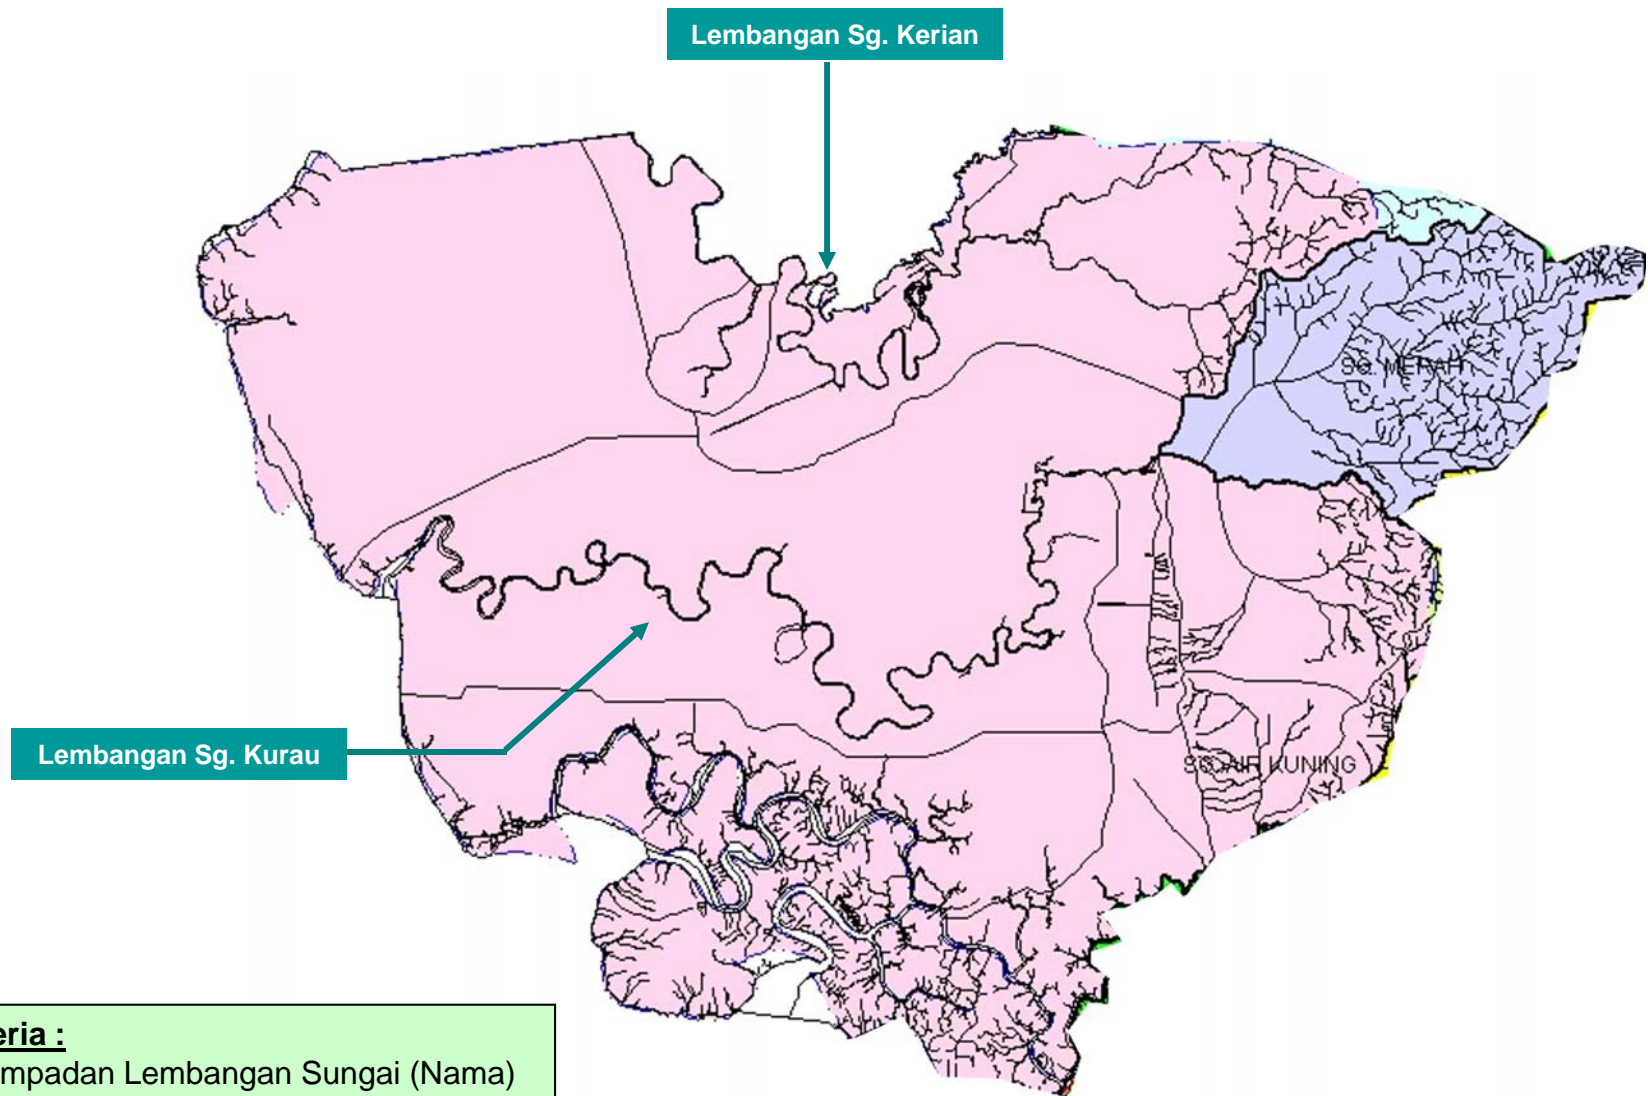 Lembangan Sg. Kerian
SG. MERAH
Lembangan Sg. Kurau
SG. AIR KUNING
eria :
mpadan Lembangan Sungai (Nama)